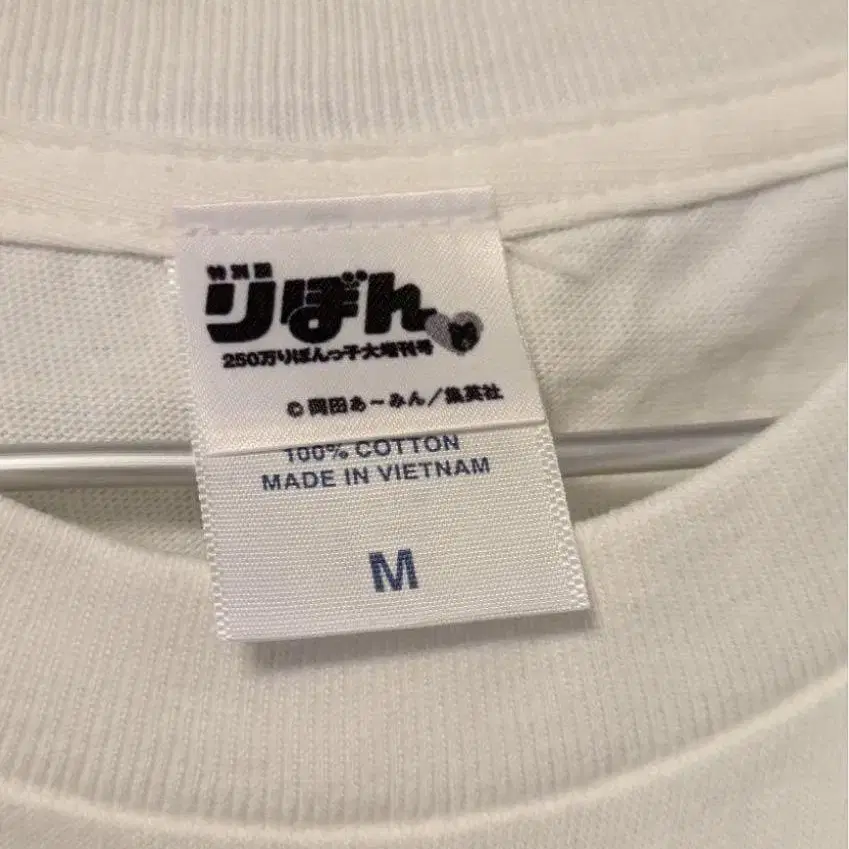 特別展
りぼん
250万りぼんっ子大増刊号
© 岡田あ～みん／集英社
100% COTTON
MADE IN VIETNAM
M